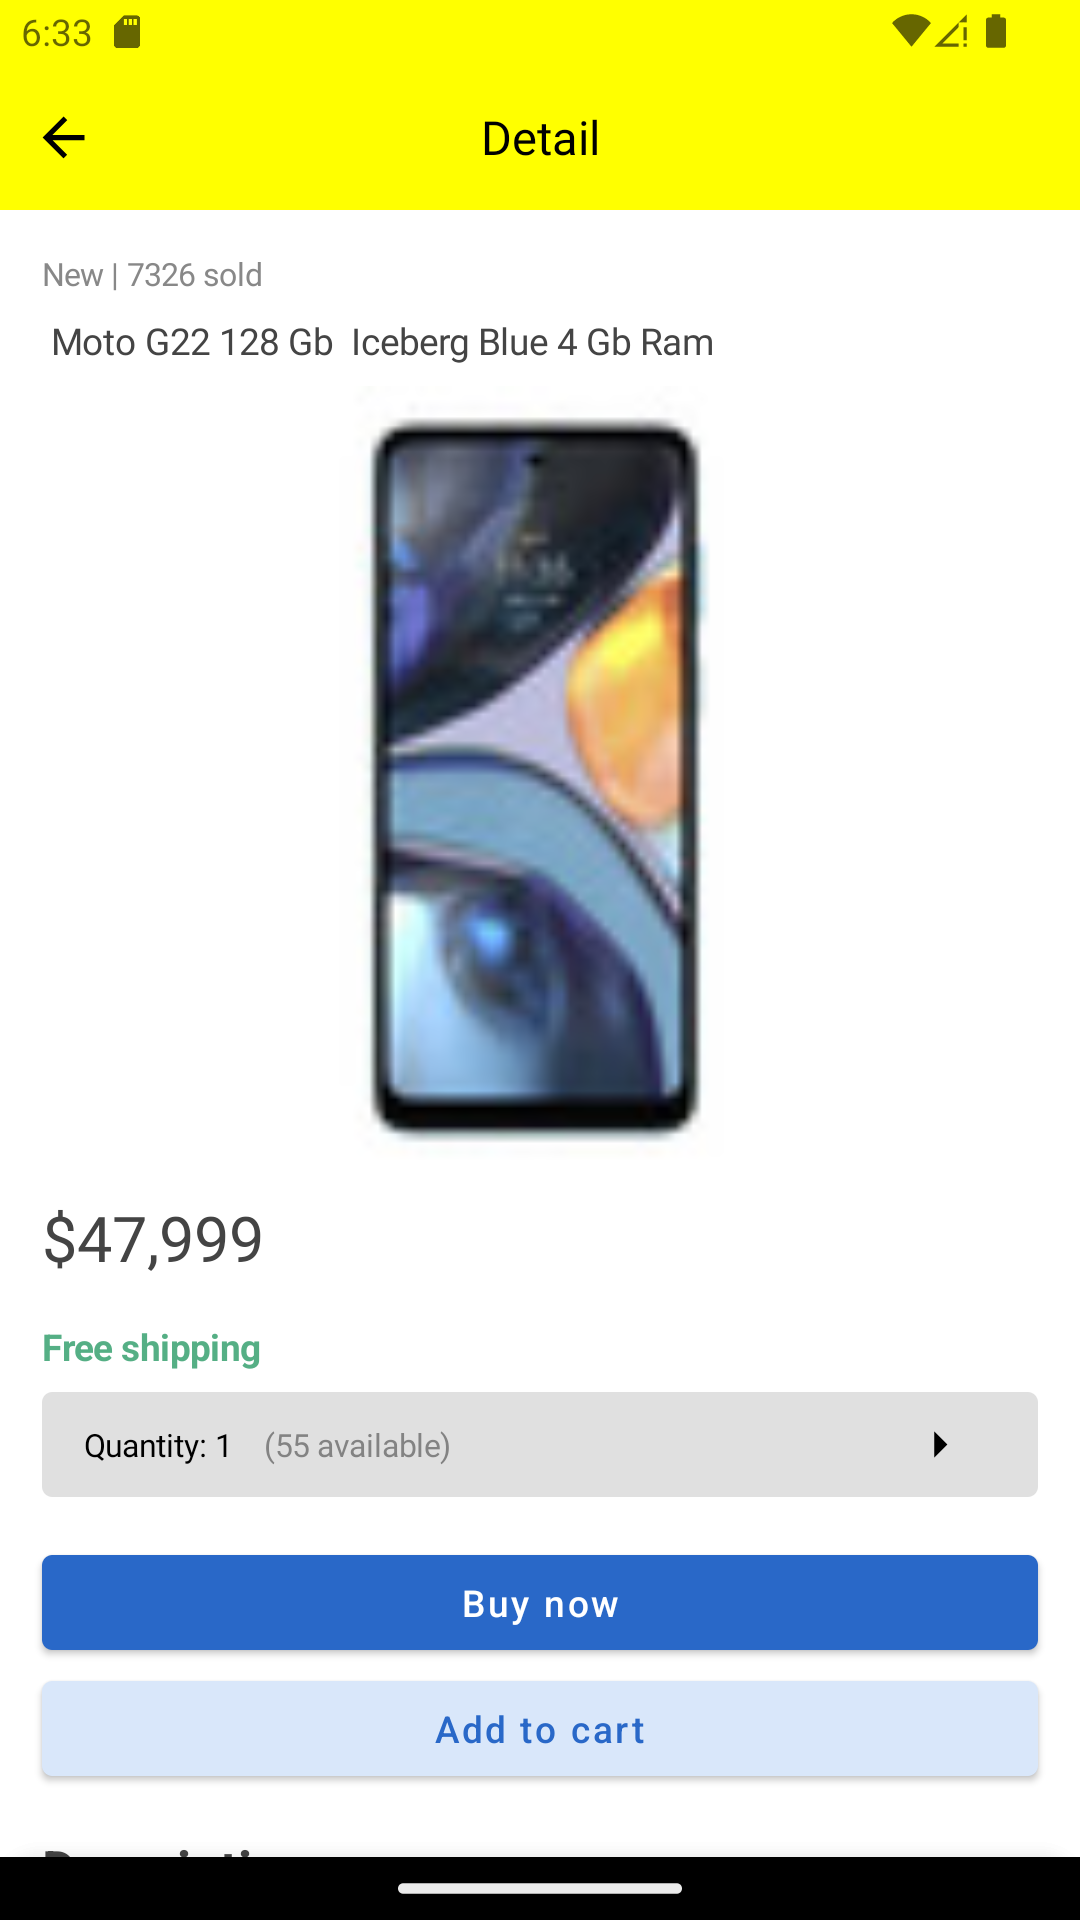 6:33
Detail
New | 7326 sold
Moto G22 128 Gb  Iceberg Blue 4 Gb Ram
$47,999
Free shipping
Quantity: 1 (55 available)
Buy now
Add to cart